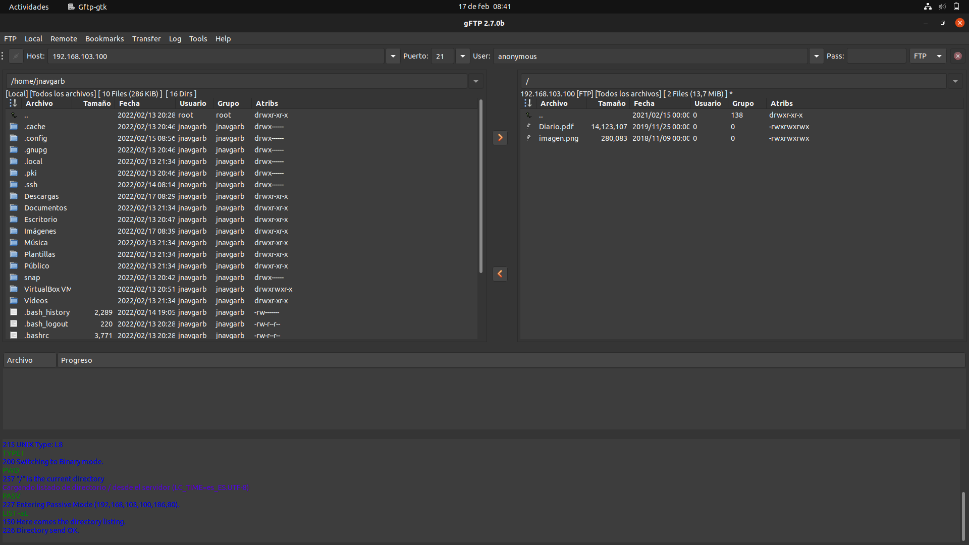 Actividades Gftp-gtk 17 de feb 08:41
gFTP 2.7.0b
FTP Local Remote Bookmarks Transfer Log Tools Help
Host: 192.168.103.100 Puerto: 21 User: anonymous Pass: FTP
/home/jnavgarb
[Local] [Todos los archivos] [ 10 Files (286 KiB) ] [ 16 Dirs ]
Archivo Tamaño Fecha Usuario Grupo Atribs
.. 2022/02/13 20:28 root root drwxr-xr-x
.cache 2022/02/13 20:46 jnavgarb jnavgarb drwx------
.config 2022/02/15 08:56 jnavgarb jnavgarb drwx------
.gnupg 2022/02/13 20:46 jnavgarb jnavgarb drwx------
.local 2022/02/13 21:34 jnavgarb jnavgarb drwxr-xr-x
.pki 2022/02/13 20:46 jnavgarb jnavgarb drwx------
.ssh 2022/02/14 08:14 jnavgarb jnavgarb drwx------
Descargas 2022/02/17 08:29 jnavgarb jnavgarb drwxr-xr-x
Documentos 2022/02/13 21:34 jnavgarb jnavgarb drwxr-xr-x
Escritorio 2022/02/13 20:47 jnavgarb jnavgarb drwxr-xr-x
Imágenes 2022/02/17 08:39 jnavgarb jnavgarb drwxr-xr-x
Música 2022/02/13 21:34 jnavgarb jnavgarb drwxr-xr-x
Plantillas 2022/02/13 21:34 jnavgarb jnavgarb drwxr-xr-x
Público 2022/02/13 21:34 jnavgarb jnavgarb drwxr-xr-x
snap 2022/02/13 20:42 jnavgarb jnavgarb drwx------
VirtualBox VM 2022/02/13 20:51 jnavgarb jnavgarb drwxrwxr-x
Vídeos 2022/02/13 21:34 jnavgarb jnavgarb drwxr-xr-x
.bash_history 2,289 2022/02/14 19:05 jnavgarb jnavgarb -rw-------
.bash_logout 220 2022/02/13 20:28 jnavgarb jnavgarb -rw-r--r--
.bashrc 3,771 2022/02/13 20:28 jnavgarb jnavgarb -rw-r--r--
/
192.168.103.100 [FTP] [Todos los archivos] [ 2 Files (13,7 MiB) ] *
Archivo Tamaño Fecha Usuario Grupo Atribs
.. 2021/02/15 00:00 0 138 drwxr-xr-x
Diario.pdf 14,123,107 2019/11/25 00:00 0 0 -rwxrwxrwx
imagen.png 280,083 2018/11/09 00:00 0 0 -rwxrwxrwx
Archivo Progreso
215 UNIX Type: L8
200 Switching to Binary mode.
257 "/" is the current directory
227 Entering Passive Mode (192,168,103,100,186,88).
150 Here comes the directory listing.
226 Directory send OK.